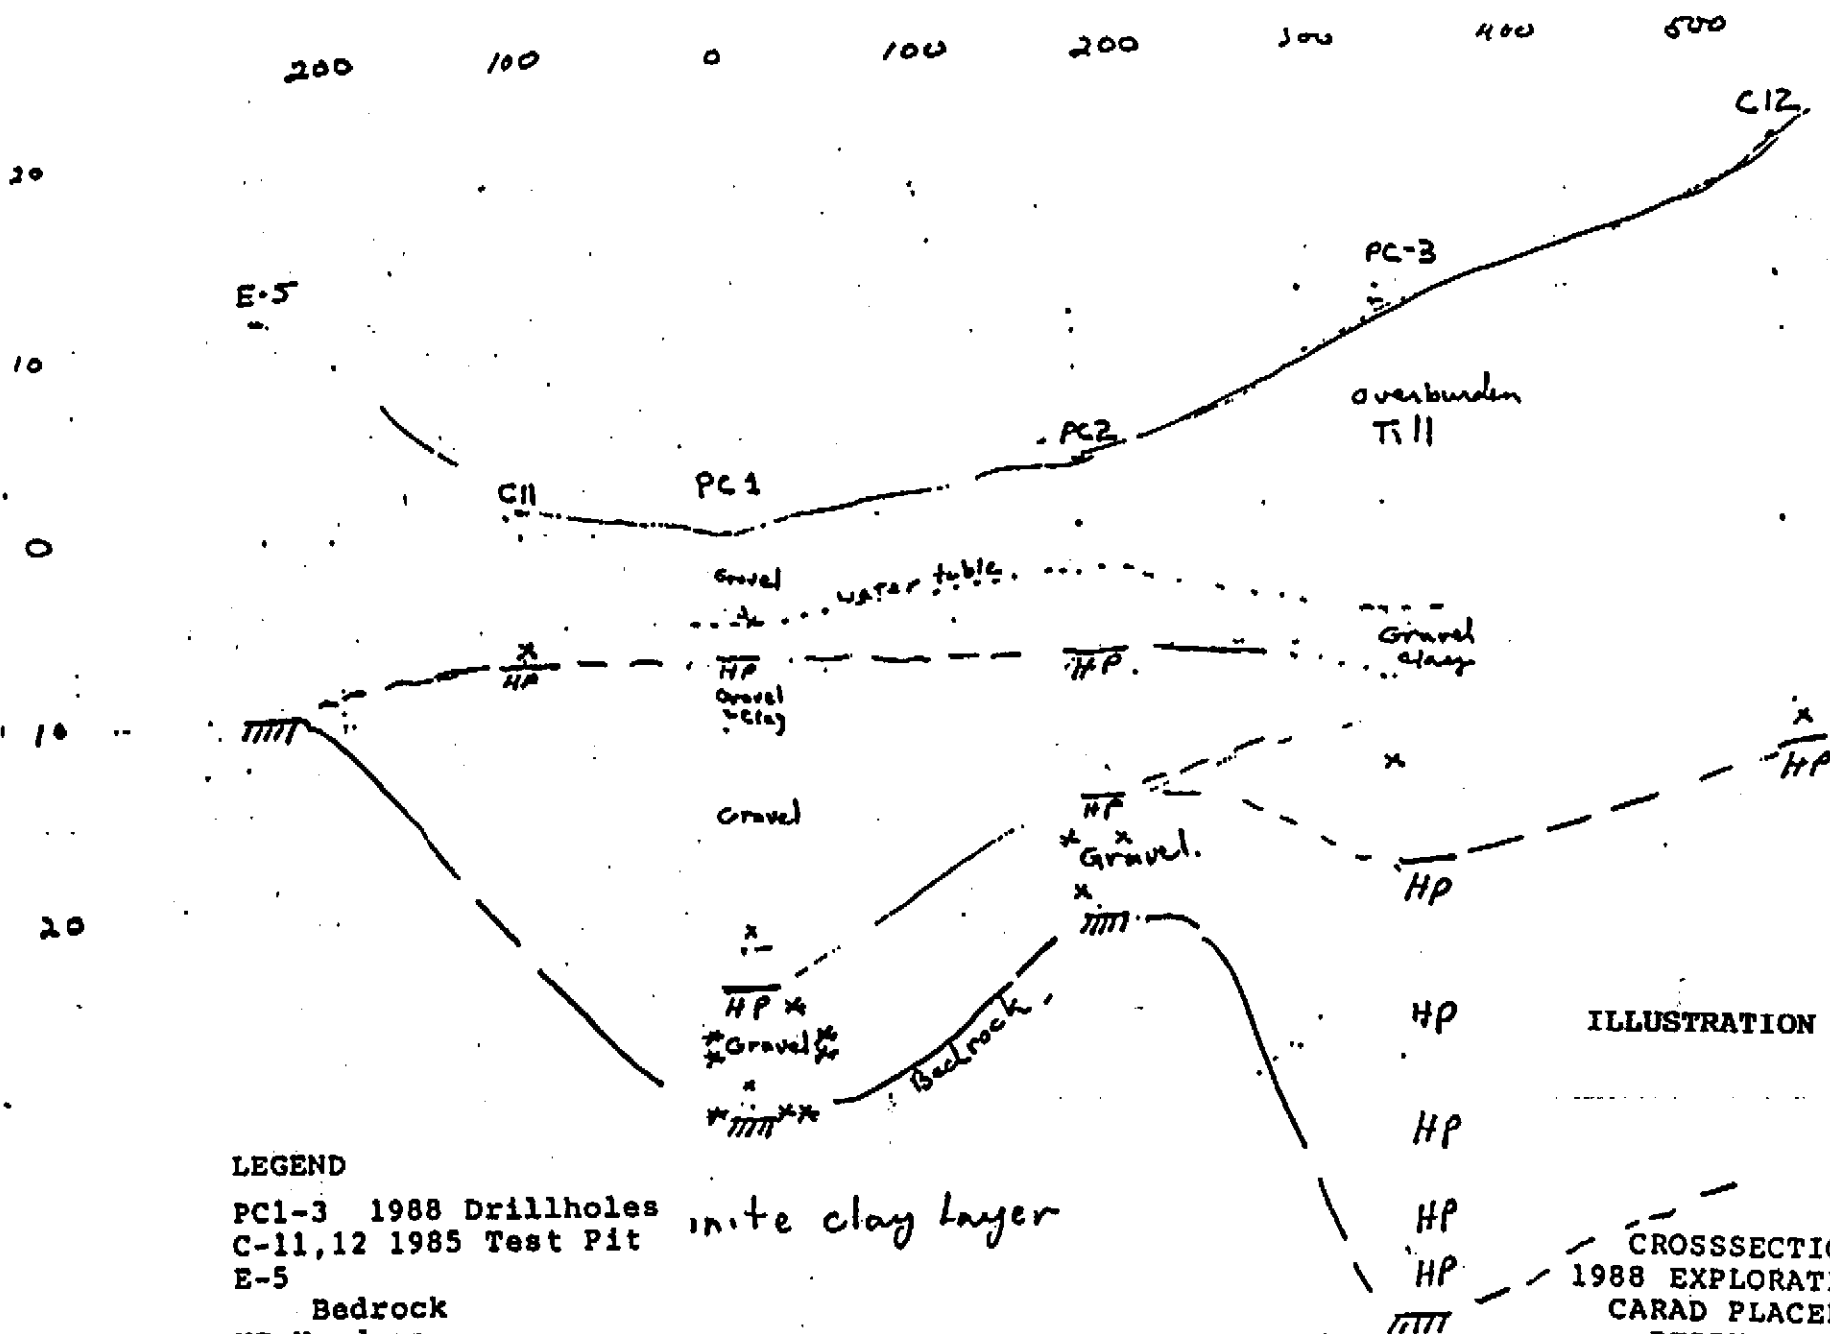 200 100 0 100 200 300 400 500
C12
20
PC-3
E-5
10
overburden
Till
PC2
C11 PC1
0
Gravel
water table
Gravel
clay
x
HP HP HP
Gravel
clay
10
x
x
HP
Gravel
HP
x x
Gravel.
HP
x
20
x
HP x
HP
ILLUSTRATION
x Gravel x
x x
Bedrock
x
x xx
HP
LEGEND
PC1-3 1988 Drillholes
C-11,12 1985 Test Pit
E-5
Bedrock
inite clay Layer
HP
HP
CROSSSECTIO
1988 EXPLORATI
CARAD PLACE